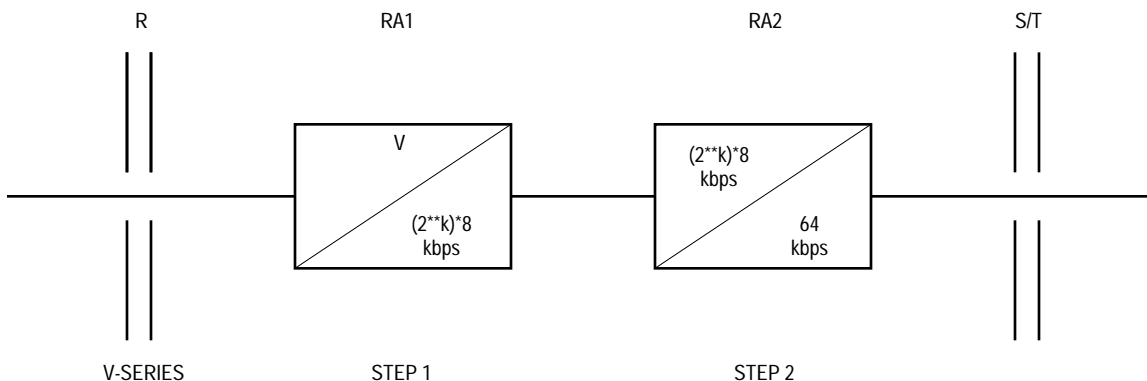 R RA1 RA2 S/T
V
(2**k)*8
kbps
(2**k)*8
kbps
64
kbps
V-SERIES STEP 1 STEP 2